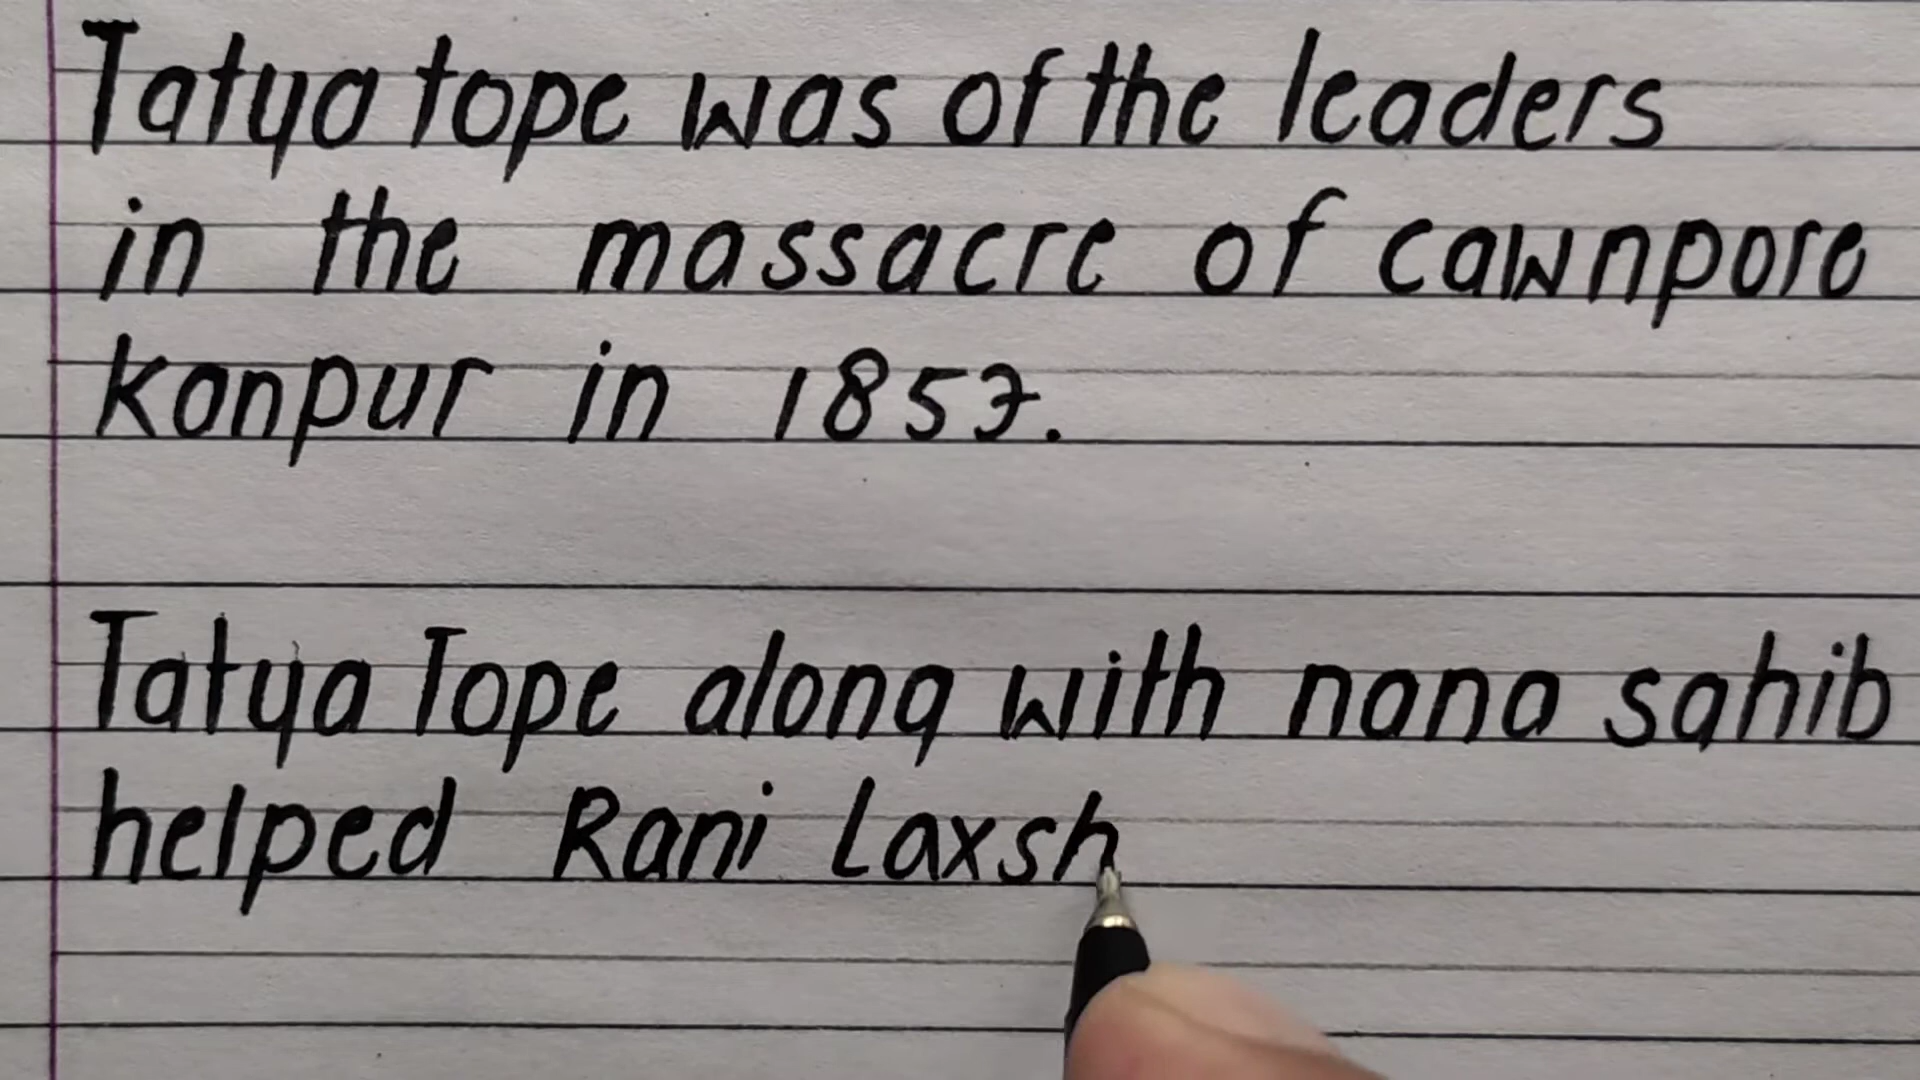 Tatya tope was of the leaders
in the massacre of cawnpore
kanpur in 1857.
Tatya Tope along with nana sahib
helped Rani Laxsh